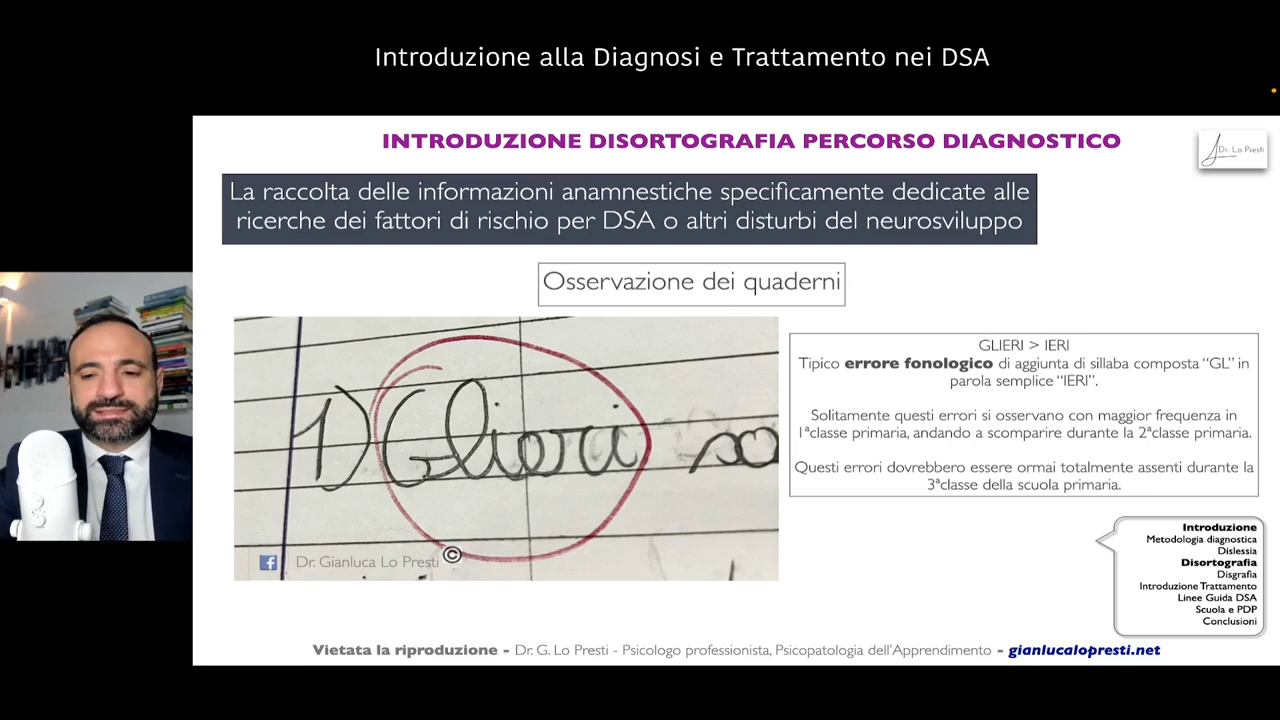 Introduzione alla Diagnosi e Trattamento nei DSA
INTRODUZIONE DISORTOGRAFIA PERCORSO DIAGNOSTICO
Dr. Lo Presti
La raccolta delle informazioni anamnestiche specificamente dedicate alle
ricerche dei fattori di rischio per DSA o altri disturbi del neurosviluppo
Osservazione dei quaderni
1) Glieri so
Dr. Gianluca Lo Presti ©
GLIERI > IERI
Tipico errore fonologico di aggiunta di sillaba composta “GL” in
parola semplice “IERI”.
Solitamente questi errori si osservano con maggior frequenza in
1ªclasse primaria, andando a scomparire durante la 2ªclasse primaria.
Questi errori dovrebbero essere ormai totalmente assenti durante la
3ªclasse della scuola primaria.
Introduzione
Metodologia diagnostica
Dislessia
Disortografia
Disgrafia
Introduzione Trattamento
Linee Guida DSA
Scuola e PDP
Conclusioni
Vietata la riproduzione - Dr. G. Lo Presti - Psicologo professionista, Psicopatologia dell'Apprendimento - gianlucalopresti.net